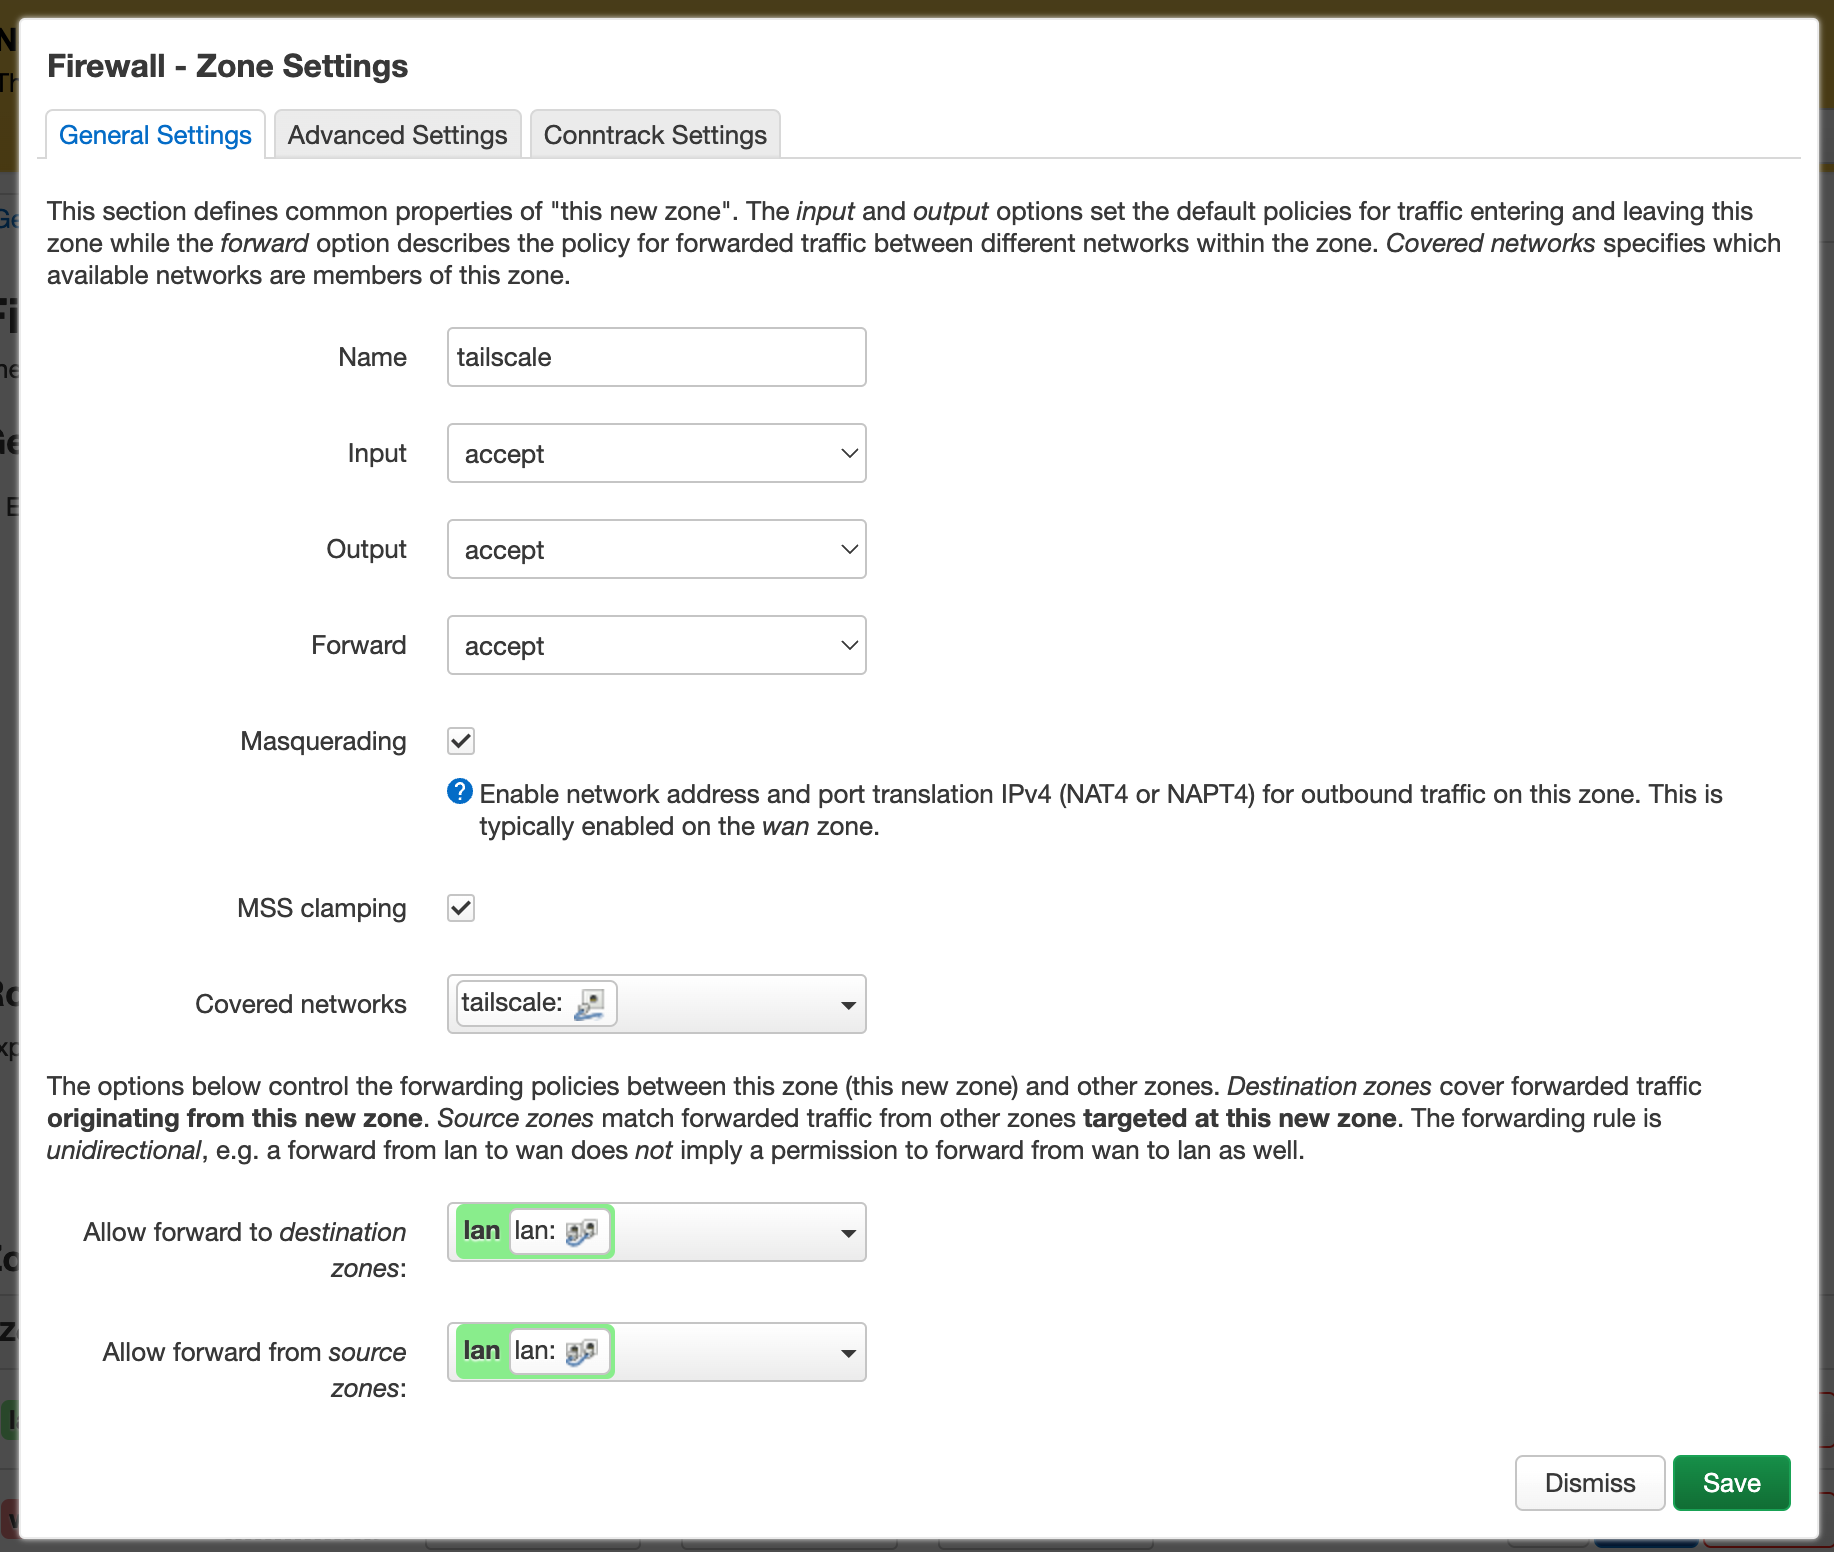 Firewall - Zone Settings
General Settings
Advanced Settings
Conntrack Settings
This section defines common properties of "this new zone". The input and output options set the default policies for traffic entering and leaving this
zone while the forward option describes the policy for forwarded traffic between different networks within the zone. Covered networks specifies which
available networks are members of this zone.
Name
tailscale
Input
accept
Output
accept
Forward
accept
Masquerading
Enable network address and port translation IPv4 (NAT4 or NAPT4) for outbound traffic on this zone. This is
typically enabled on the wan zone.
MSS clamping
Covered networks
tailscale:
The options below control the forwarding policies between this zone (this new zone) and other zones. Destination zones cover forwarded traffic
originating from this new zone. Source zones match forwarded traffic from other zones targeted at this new zone. The forwarding rule is
unidirectional, e.g. a forward from lan to wan does not imply a permission to forward from wan to lan as well.
Allow forward to destination
zones:
lan lan:
Allow forward from source
zones:
lan lan:
Dismiss
Save